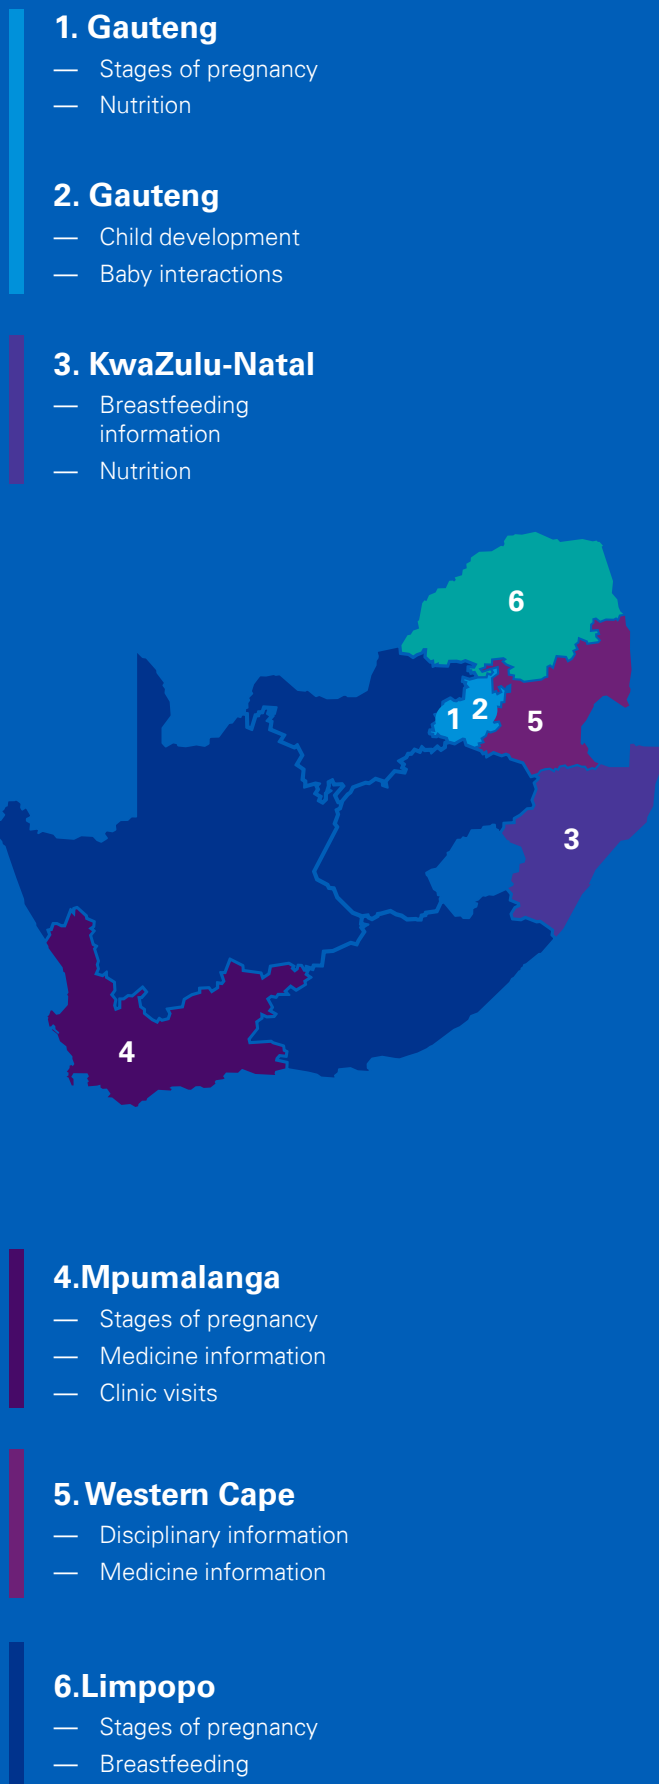 1. Gauteng
— Stages of pregnancy
— Nutrition
2. Gauteng
— Child development
— Baby interactions
3. KwaZulu-Natal
— Breastfeeding
information
— Nutrition
6
1 2
5
3
4
4.Mpumalanga
— Stages of pregnancy
— Medicine information
— Clinic visits
5. Western Cape
— Disciplinary information
— Medicine information
6.Limpopo
— Stages of pregnancy
— Breastfeeding